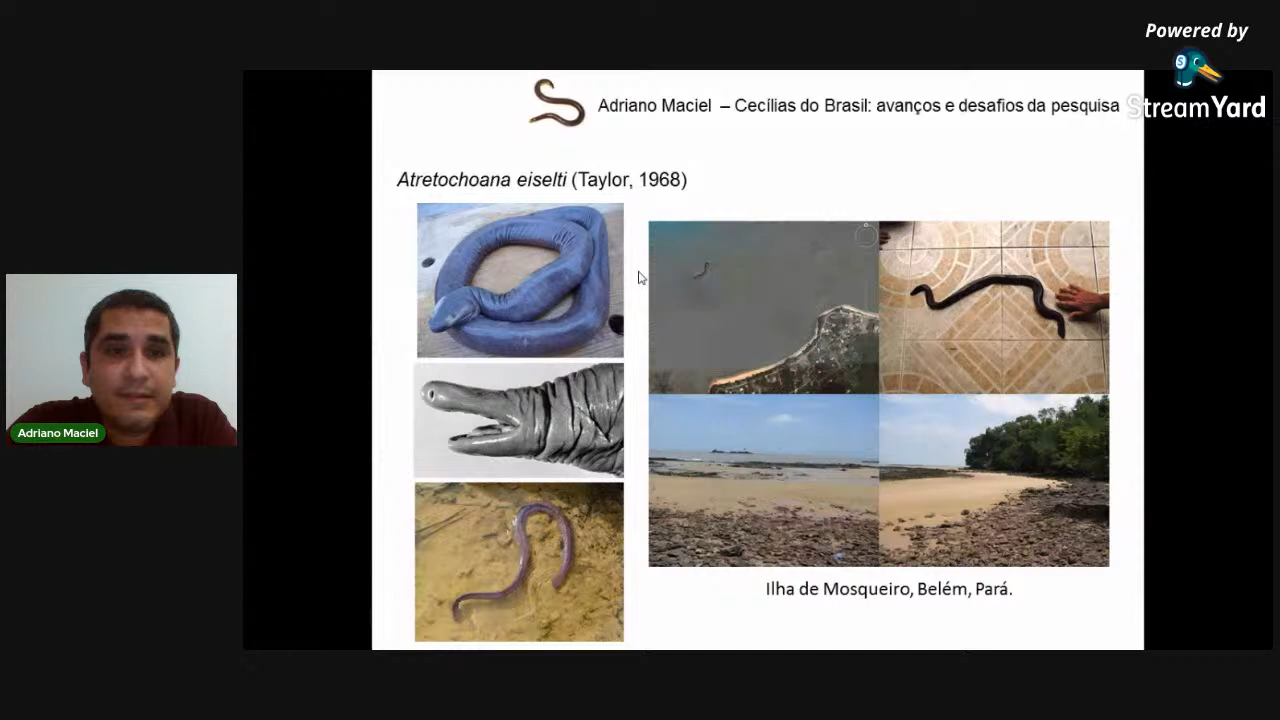 Powered by
StreamYard
Adriano Maciel – Cecílias do Brasil: avanços e desafios da pesquisa
Atretochoana eiselti (Taylor, 1968)
Adriano Maciel
Ilha de Mosqueiro, Belém, Pará.